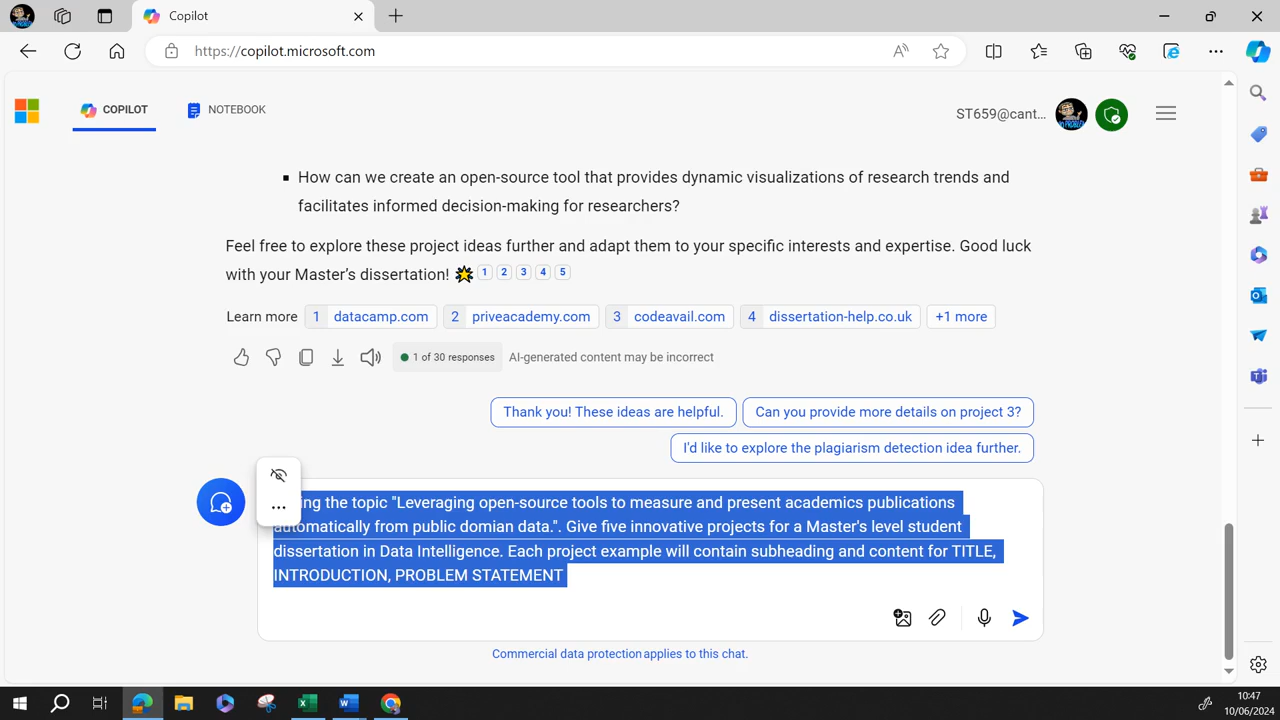 Copilot
https://copilot.microsoft.com
COPILOT
NOTEBOOK
ST659@cant...
How can we create an open-source tool that provides dynamic visualizations of research trends and
facilitates informed decision-making for researchers?
Feel free to explore these project ideas further and adapt them to your specific interests and expertise. Good luck
with your Master's dissertation! 1 2 3 4 5
Learn more 1 datacamp.com 2 priveacademy.com 3 codeavail.com 4 dissertation-help.co.uk +1 more
1 of 30 responses AI-generated content may be incorrect
Thank you! These ideas are helpful. Can you provide more details on project 3?
I'd like to explore the plagiarism detection idea further.
the topic "Leveraging open-source tools to measure and present academics publications
automatically from public domian data.". Give five innovative projects for a Master's level student
dissertation in Data Intelligence. Each project example will contain subheading and content for TITLE,
INTRODUCTION, PROBLEM STATEMENT
Commercial data protection applies to this chat.
10:47
10/06/2024